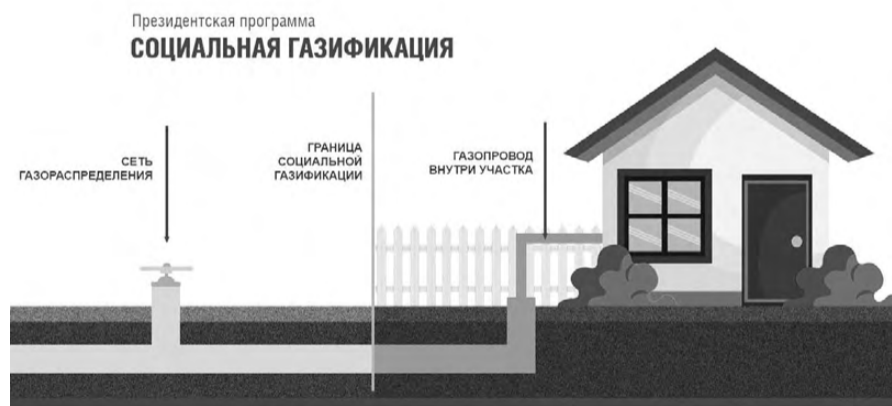 Президентская программа
СОЦИАЛЬНАЯ ГАЗИФИКАЦИЯ
СЕТЬ
ГАЗОРАСПРЕДЕЛЕНИЯ
ГРАНИЦА
СОЦИАЛЬНОЙ
ГАЗИФИКАЦИИ
ГАЗОПРОВОД
ВНУТРИ УЧАСТКА